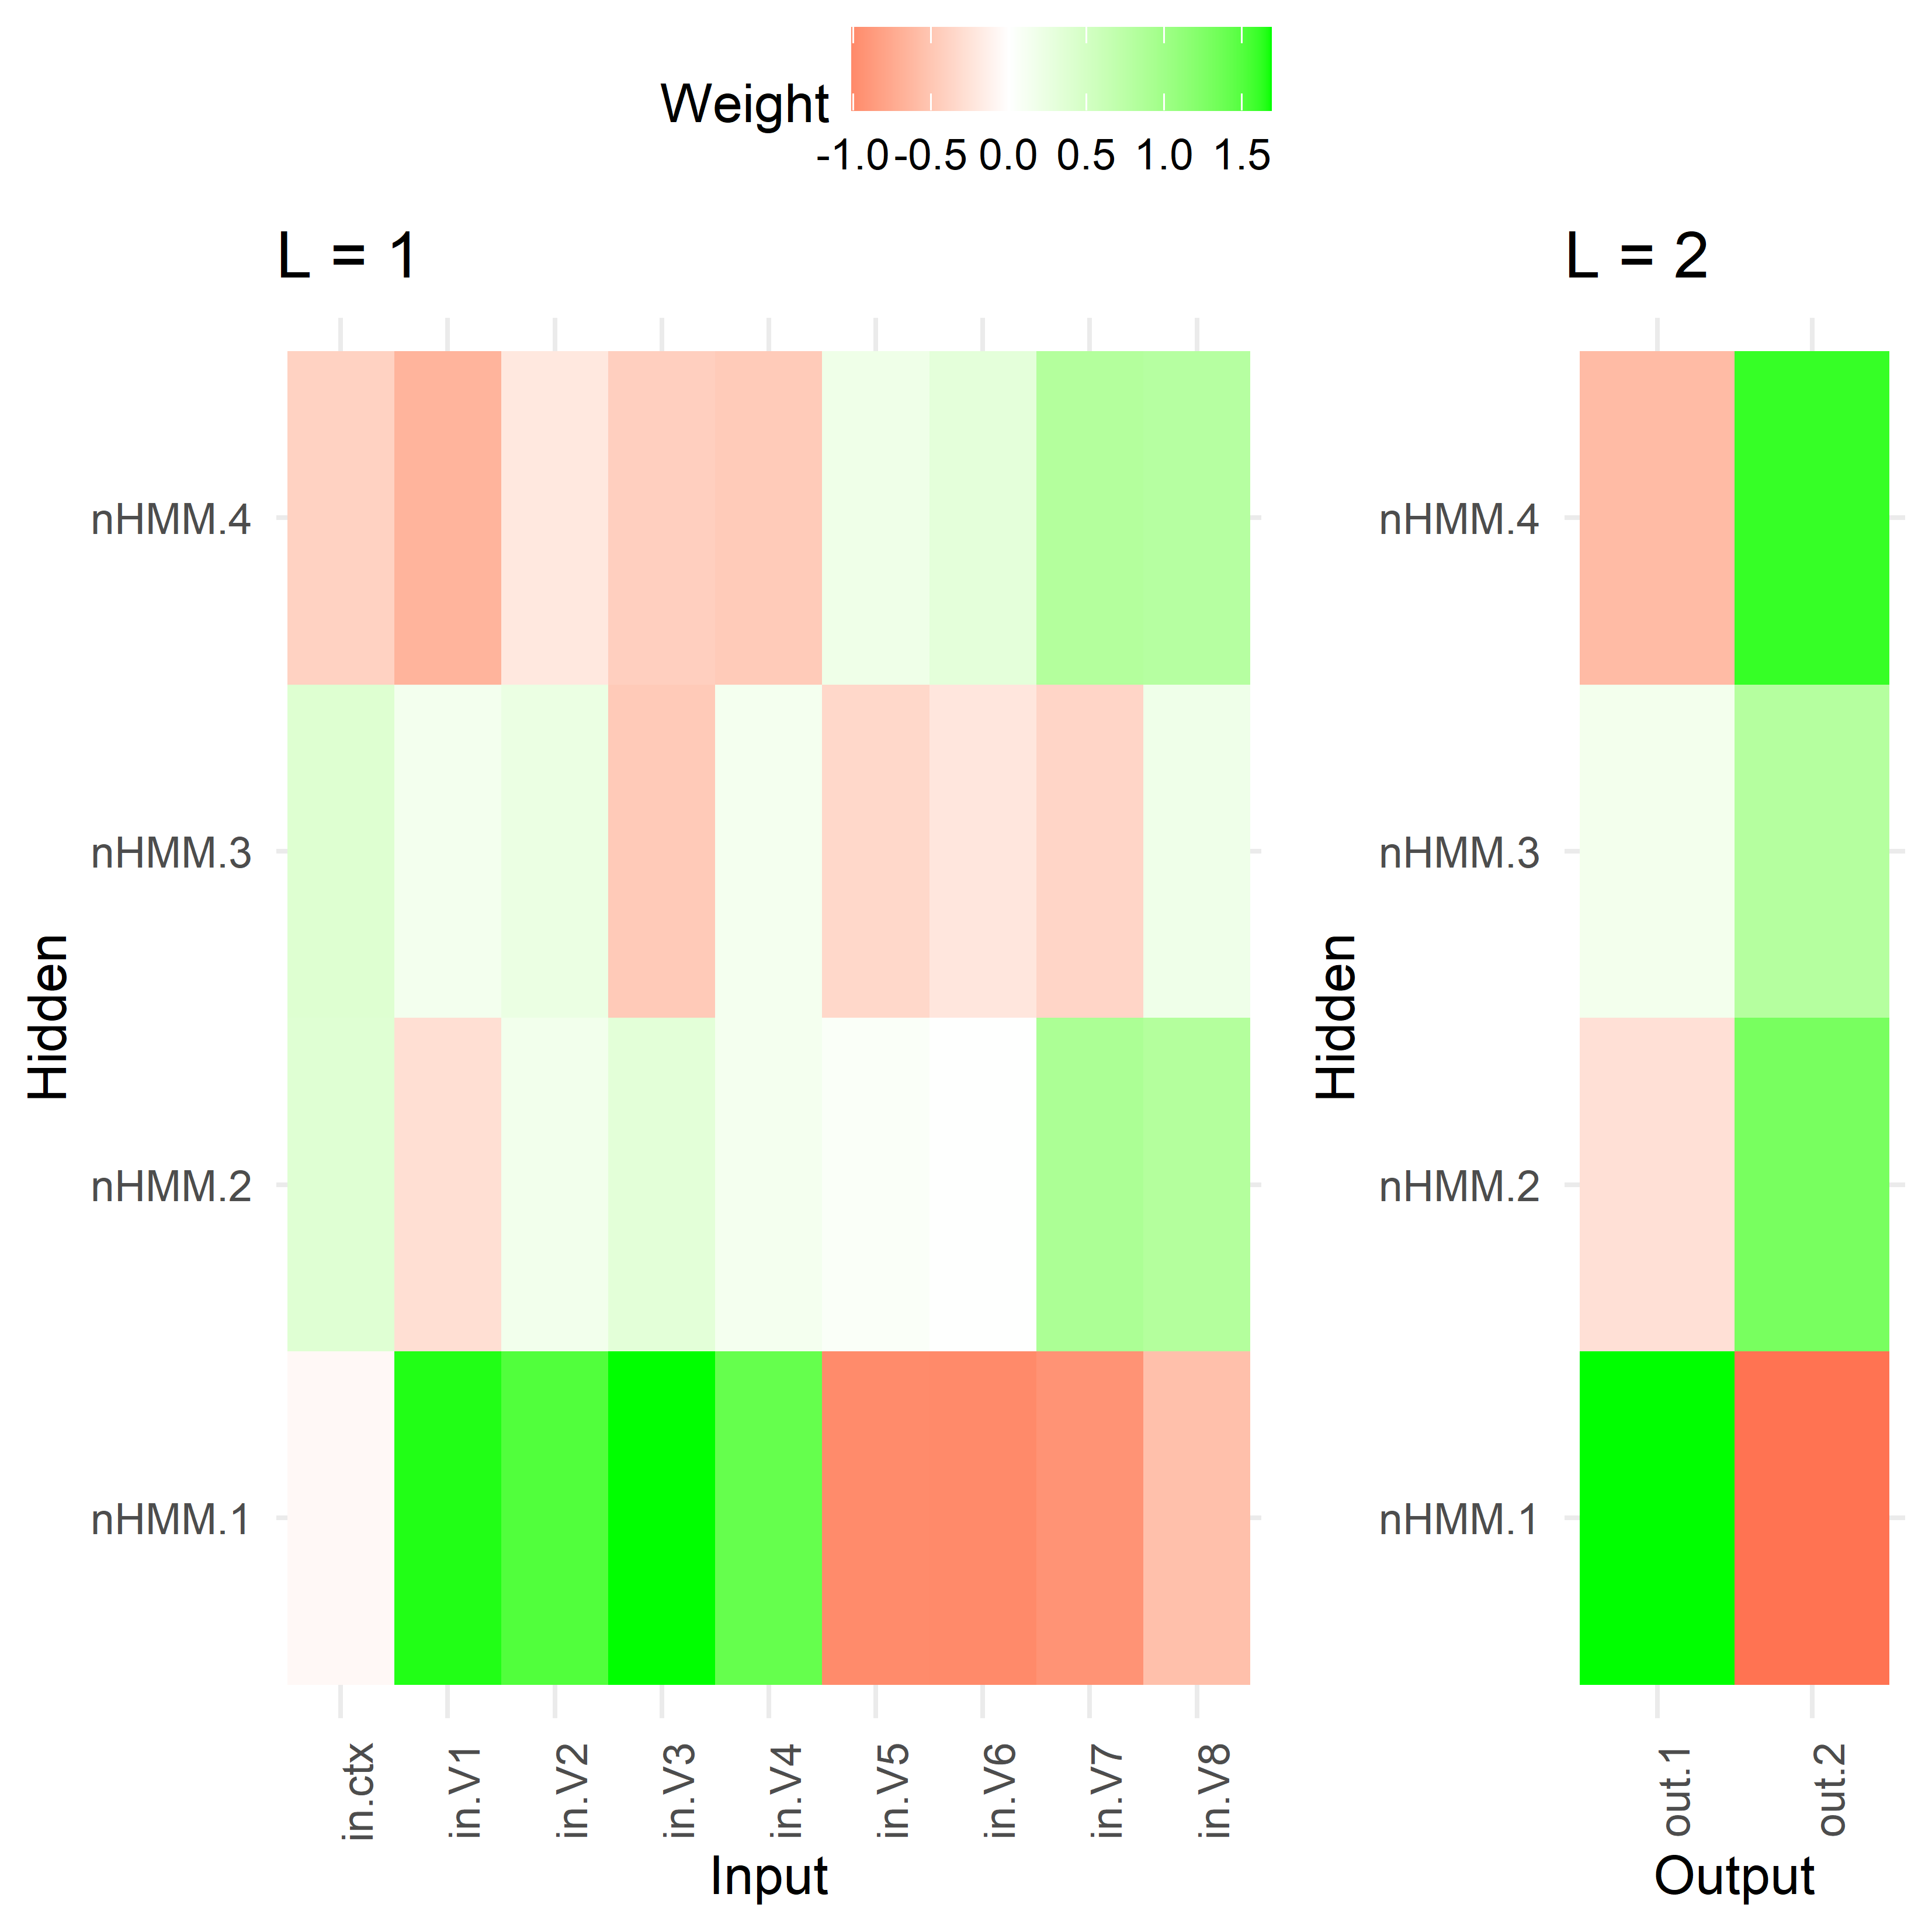 Weight
-1.0 -0.5 0.0 0.5 1.0 1.5
L = 1
Hidden
nHMM.4
nHMM.3
nHMM.2
nHMM.1
in.ctx
in.V1
in.V2
in.V3
in.V4
in.V5
in.V6
in.V7
in.V8
Input
L = 2
Hidden
nHMM.4
nHMM.3
nHMM.2
nHMM.1
out.1
out.2
Output